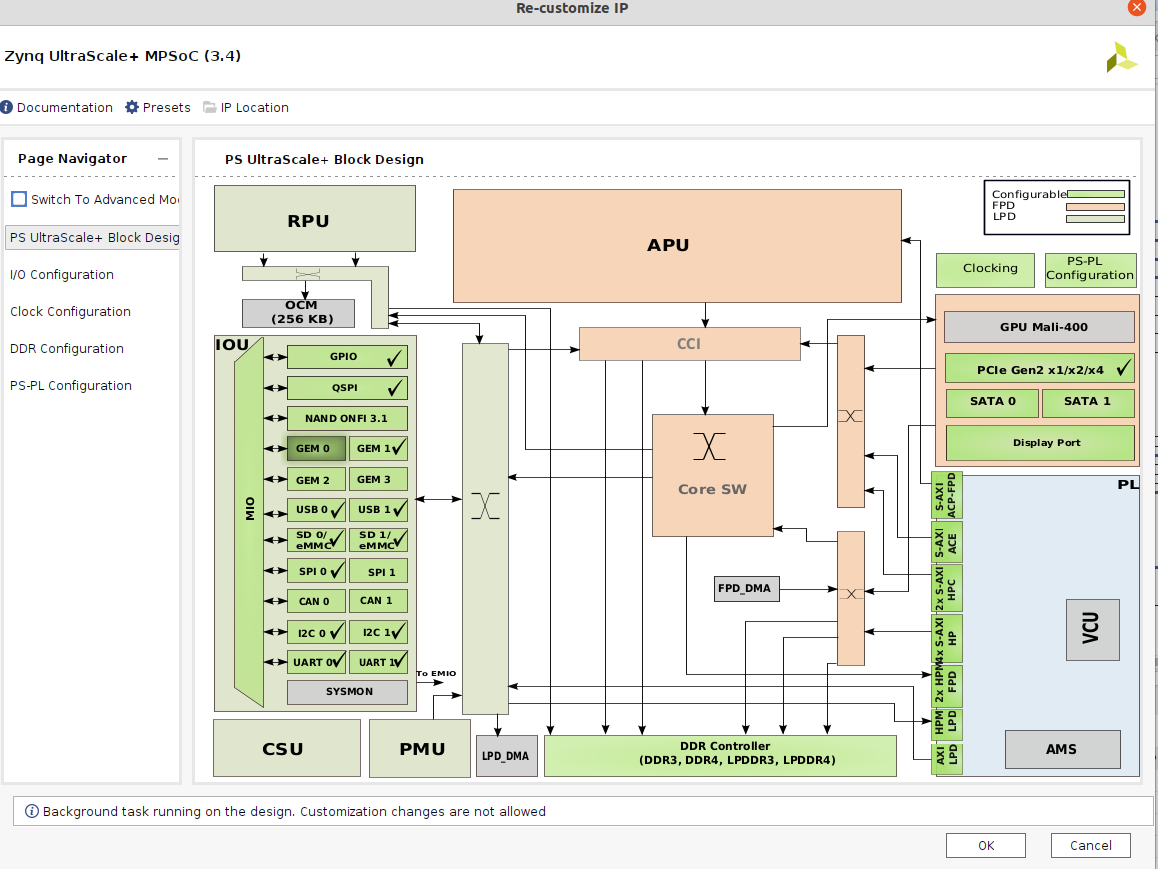 Re-customize IP
Zynq UltraScale+ MPSoC (3.4)
Documentation Presets IP Location
Page Navigator
Switch To Advanced Mo
PS UltraScale+ Block Desig
I/O Configuration
Clock Configuration
DDR Configuration
PS-PL Configuration
PS UltraScale+ Block Design
Configurable
FPD
LPD
RPU
APU
Clocking
PS-PL
Configuration
OCM
(256 KB)
GPU Mali-400
IOU
CCI
GPIO
PCIe Gen2 x1/x2/x4
QSPI
SATA 0 SATA 1
NAND ONFI 3.1
Display Port
GEM 0 GEM 1
GEM 2 GEM 3
Core SW
PL
MIO
USB 0 USB 1
SD 0/
eMMC
SD 1/
eMMC
SPI 0 SPI 1
CAN 0 CAN 1
I2C 0 I2C 1
UART 0 UART 1
SYSMON
To EMIO
FPD_DMA
S-AXI
ACP-FPD
S-AXI
ACE
2x S-AXI
HPC
4x S-AXI
HP
2x HPM
FPD
HPM
LPD
AXI
LPD
VCU
AMS
CSU
PMU
LPD_DMA
DDR Controller
(DDR3, DDR4, LPDDR3, LPDDR4)
Background task running on the design. Customization changes are not allowed
OK Cancel